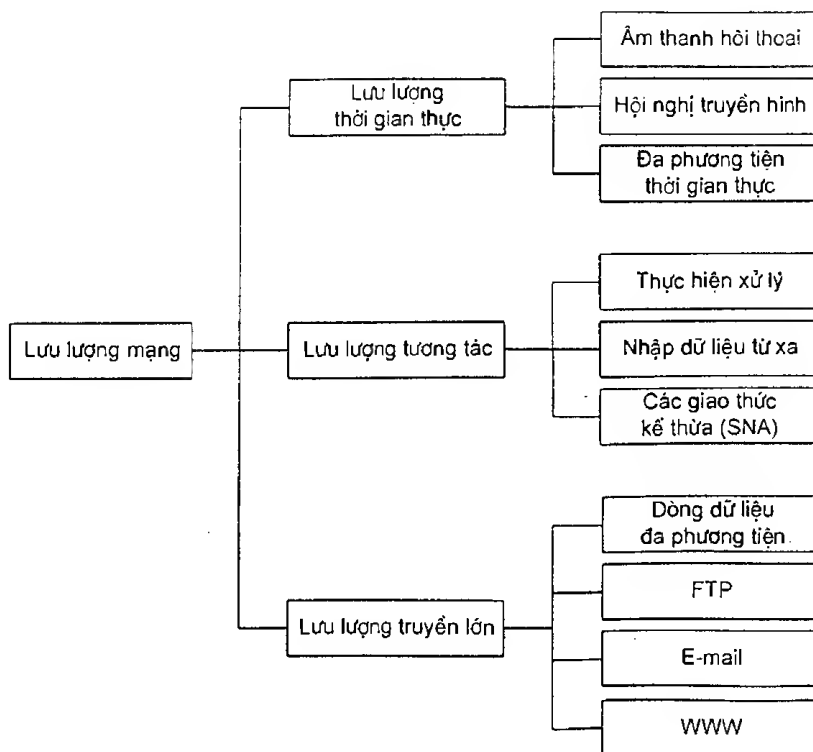 Âm thanh hôi thoai
Lưu lượng
thời gian thực
Hội nghị truyền hình
Đa phương tiện
thời gian thực
Thực hiện xử lý
Lưu lượng mạng
Lưu lượng tương tác
Nhập dữ liệu từ xa
Các giao thức
kế thừa (SNA)
Dòng dữ liệu
đa phương tiện
FTP
Lưu lượng truyền lớn
E-mail
WWW